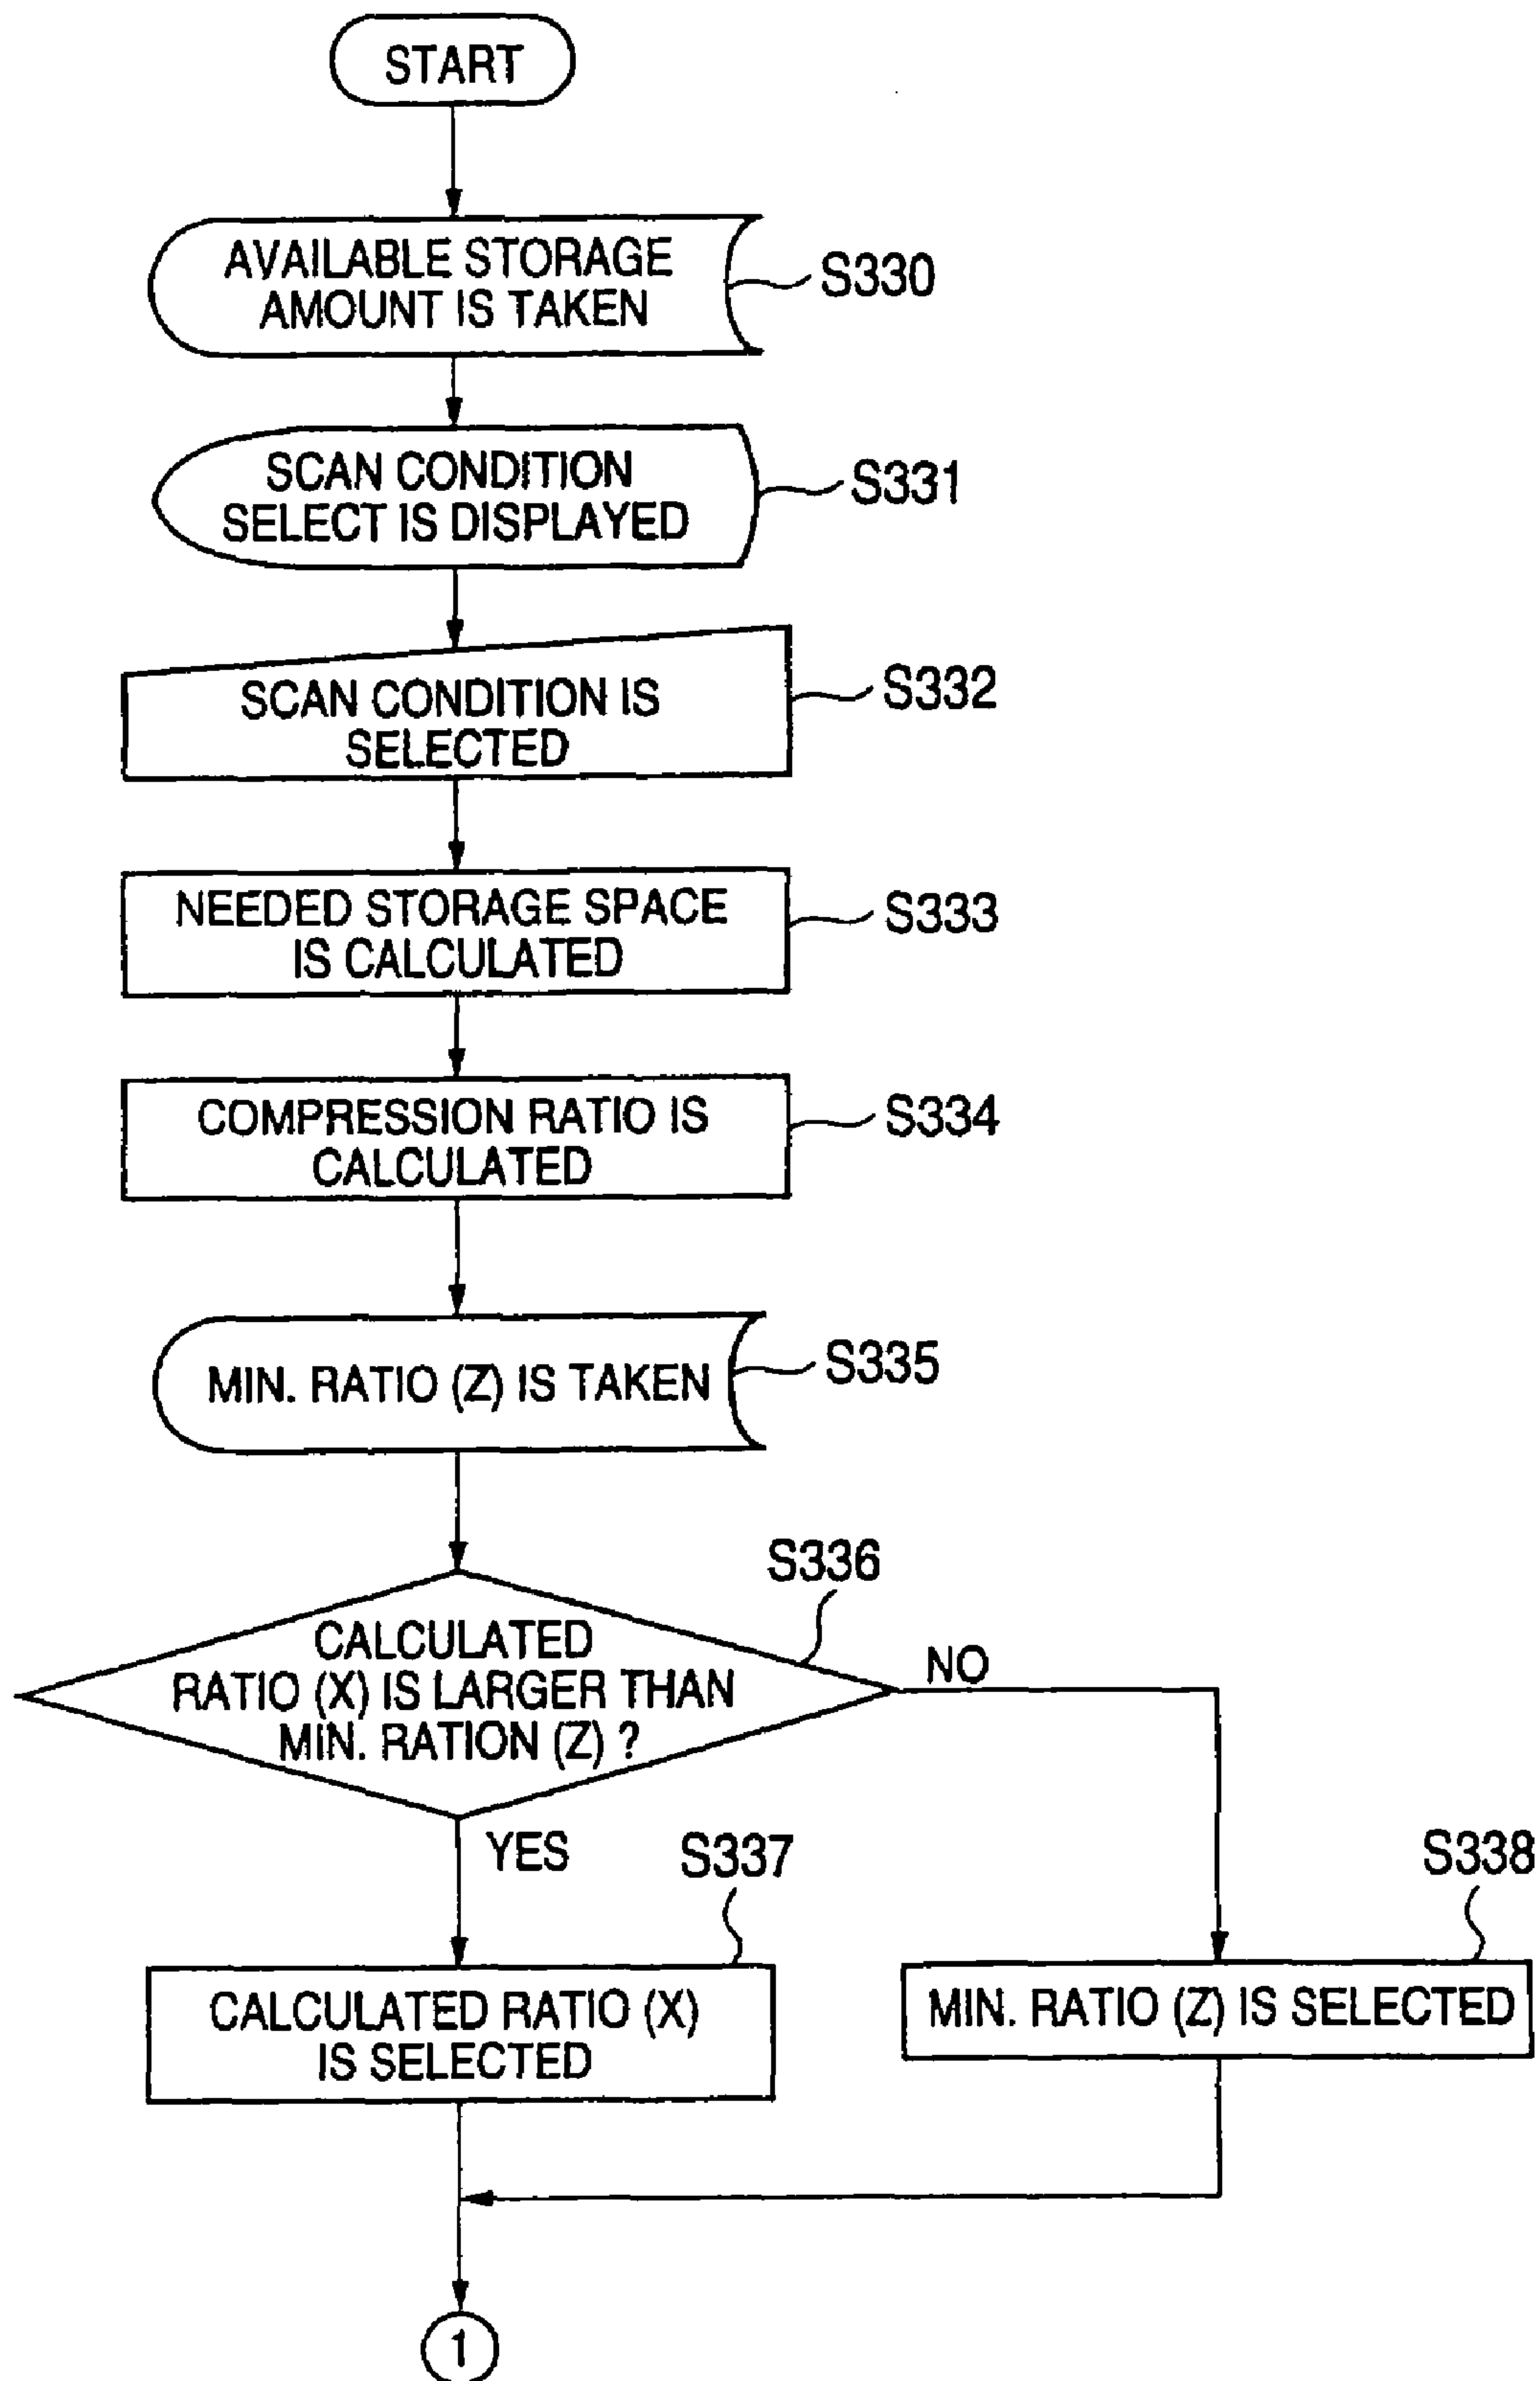 START
AVAILABLE STORAGE
AMOUNT IS TAKEN
S330
SCAN CONDITION
SELECT IS DISPLAYED
S331
SCAN CONDITION IS
SELECTED
S332
NEEDED STORAGE SPACE
IS CALCULATED
S333
COMPRESSION RATIO IS
CALCULATED
S334
MIN. RATIO (Z) IS TAKEN
S335
S336
CALCULATED
RATIO (X) IS LARGER THAN
MIN. RATION (Z) ?
NO
YES
S337
CALCULATED RATIO (X)
IS SELECTED
S338
MIN. RATIO (Z) IS SELECTED
1